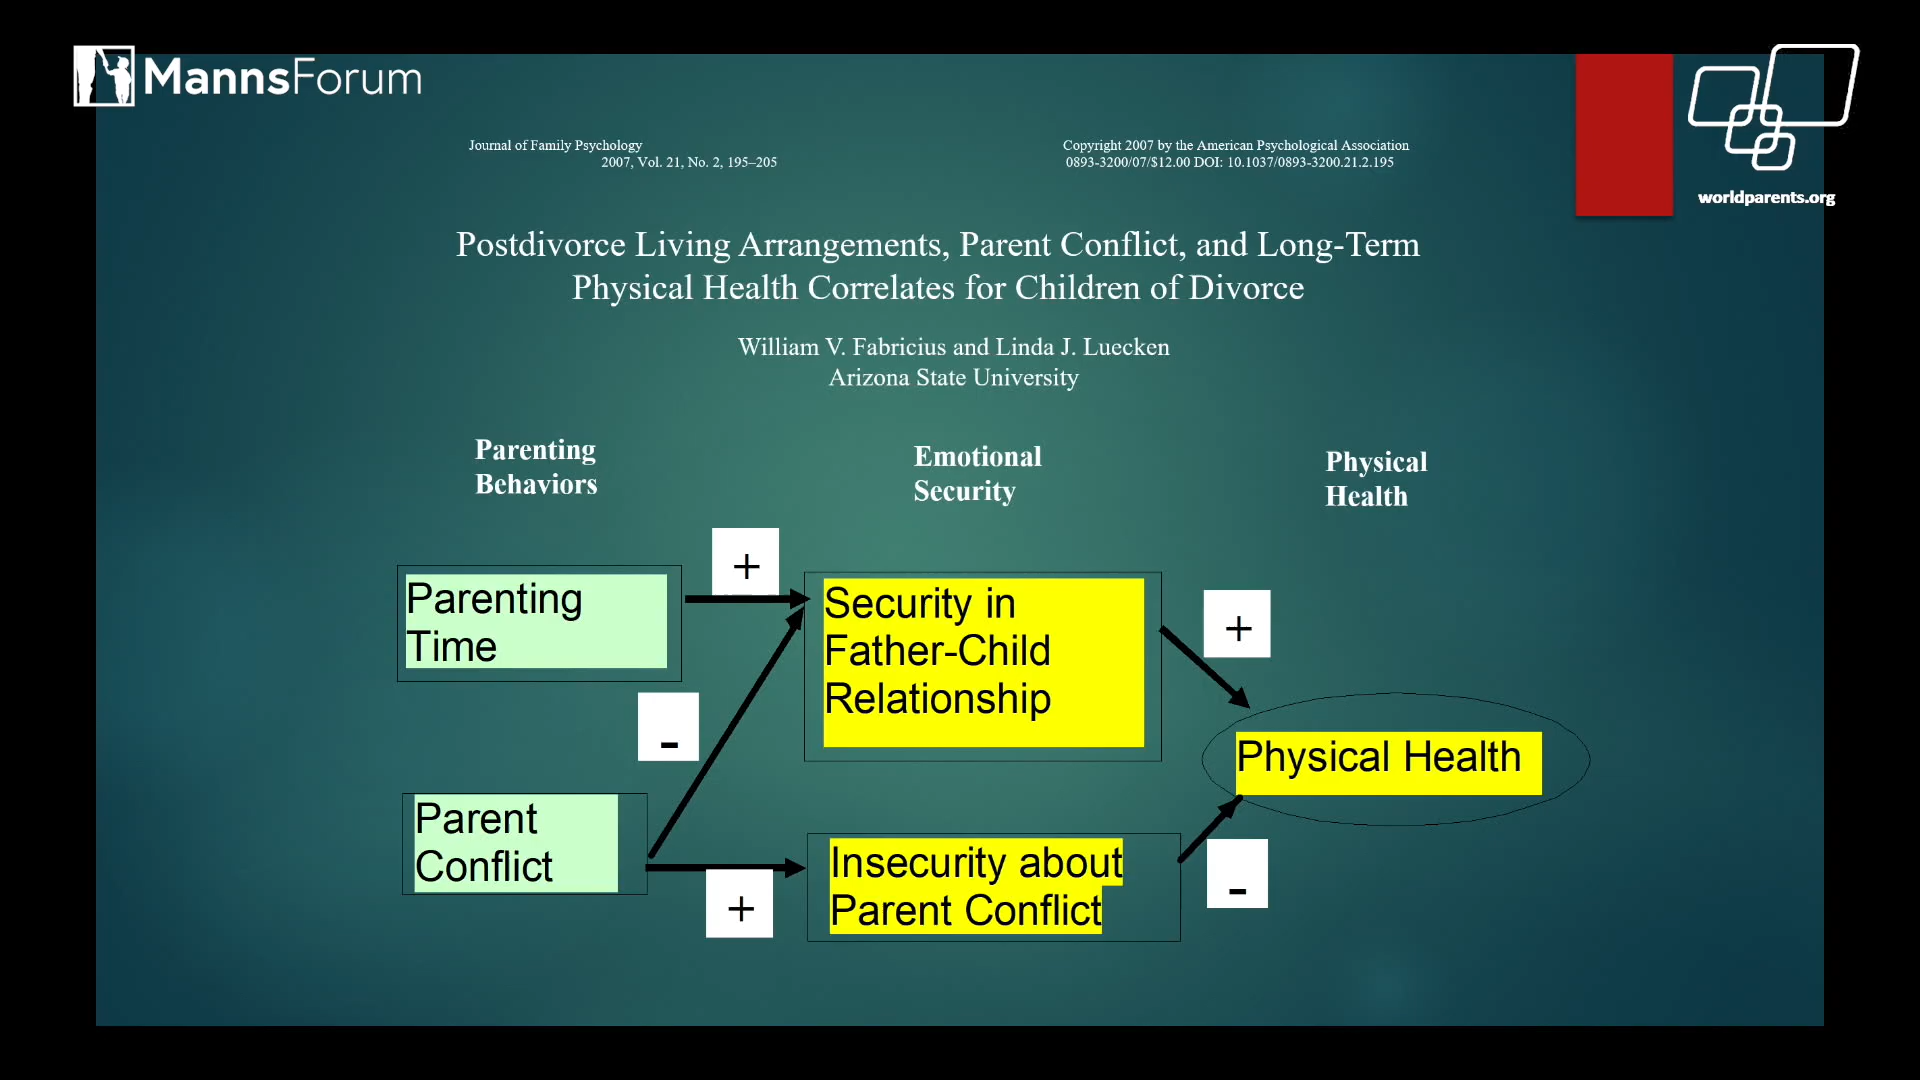 MannsForum
worldparents.org
Journal of Family Psychology
2007, Vol. 21, No. 2, 195–205
Copyright 2007 by the American Psychological Association
0893-3200/07/$12.00 DOI: 10.1037/0893-3200.21.2.195
Postdivorce Living Arrangements, Parent Conflict, and Long-Term
Physical Health Correlates for Children of Divorce
William V. Fabricius and Linda J. Luecken
Arizona State University
Parenting
Behaviors
Emotional
Security
Physical
Health
+
Parenting
Time
Security in
Father-Child
Relationship
+
-
Physical Health
Parent
Conflict
+
Insecurity about
Parent Conflict
-